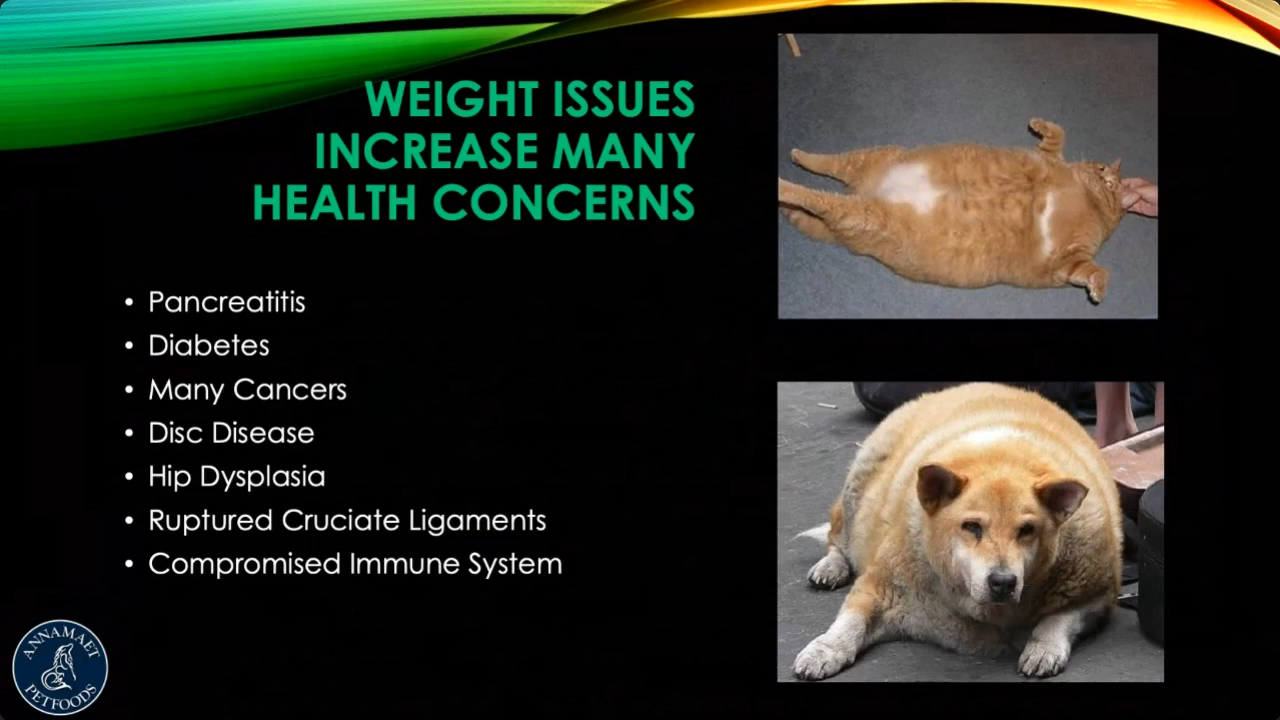 WEIGHT ISSUES
INCREASE MANY
HEALTH CONCERNS
• Pancreatitis
• Diabetes
• Many Cancers
• Disc Disease
• Hip Dysplasia
• Ruptured Cruciate Ligaments
• Compromised Immune System
ANNAMAET
PETFOODS